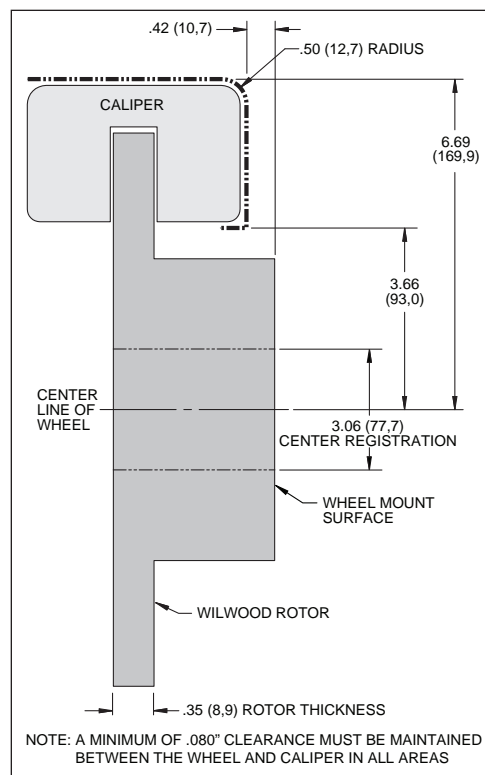 .42 (10,7)
.50 (12,7) RADIUS
CALIPER
6.69
(169,9)
3.66
(93,0)
CENTER
LINE OF
WHEEL
3.06 (77,7)
CENTER REGISTRATION
WHEEL MOUNT
SURFACE
WILWOOD ROTOR
.35 (8,9) ROTOR THICKNESS
NOTE: A MINIMUM OF .080" CLEARANCE MUST BE MAINTAINED
BETWEEN THE WHEEL AND CALIPER IN ALL AREAS